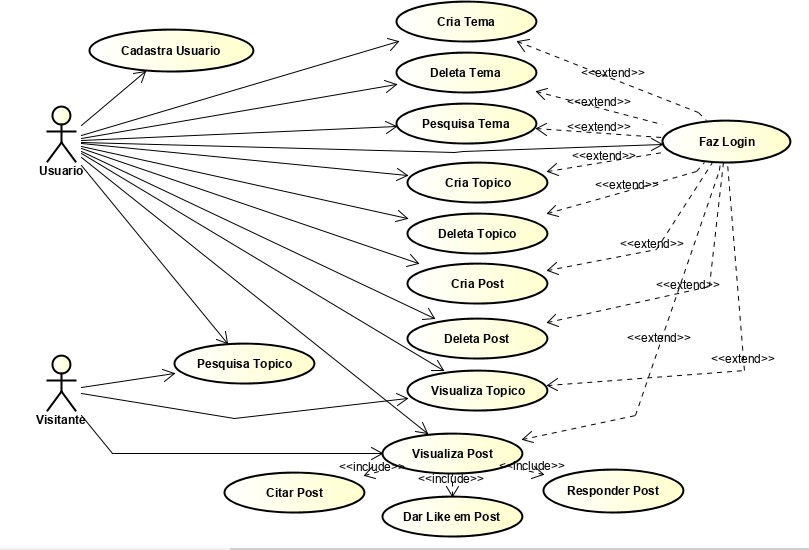 Cria Tema
Cadastra Usuario
Deleta Tema
<<extend>>
<<extend>>
Pesquisa Tema
<<extend>>
Faz Login
<<extend>>
Usuario
Cria Topico
<<extend>>
Deleta Topico
<<extend>>
Cria Post
<<extend>>
Deleta Post
<<extend>>
Pesquisa Topico
<<extend>>
Visualiza Topico
Visitante
Visualiza Post
<<include>>
<<include>>
<<include>>
Citar Post
Responder Post
Dar Like em Post